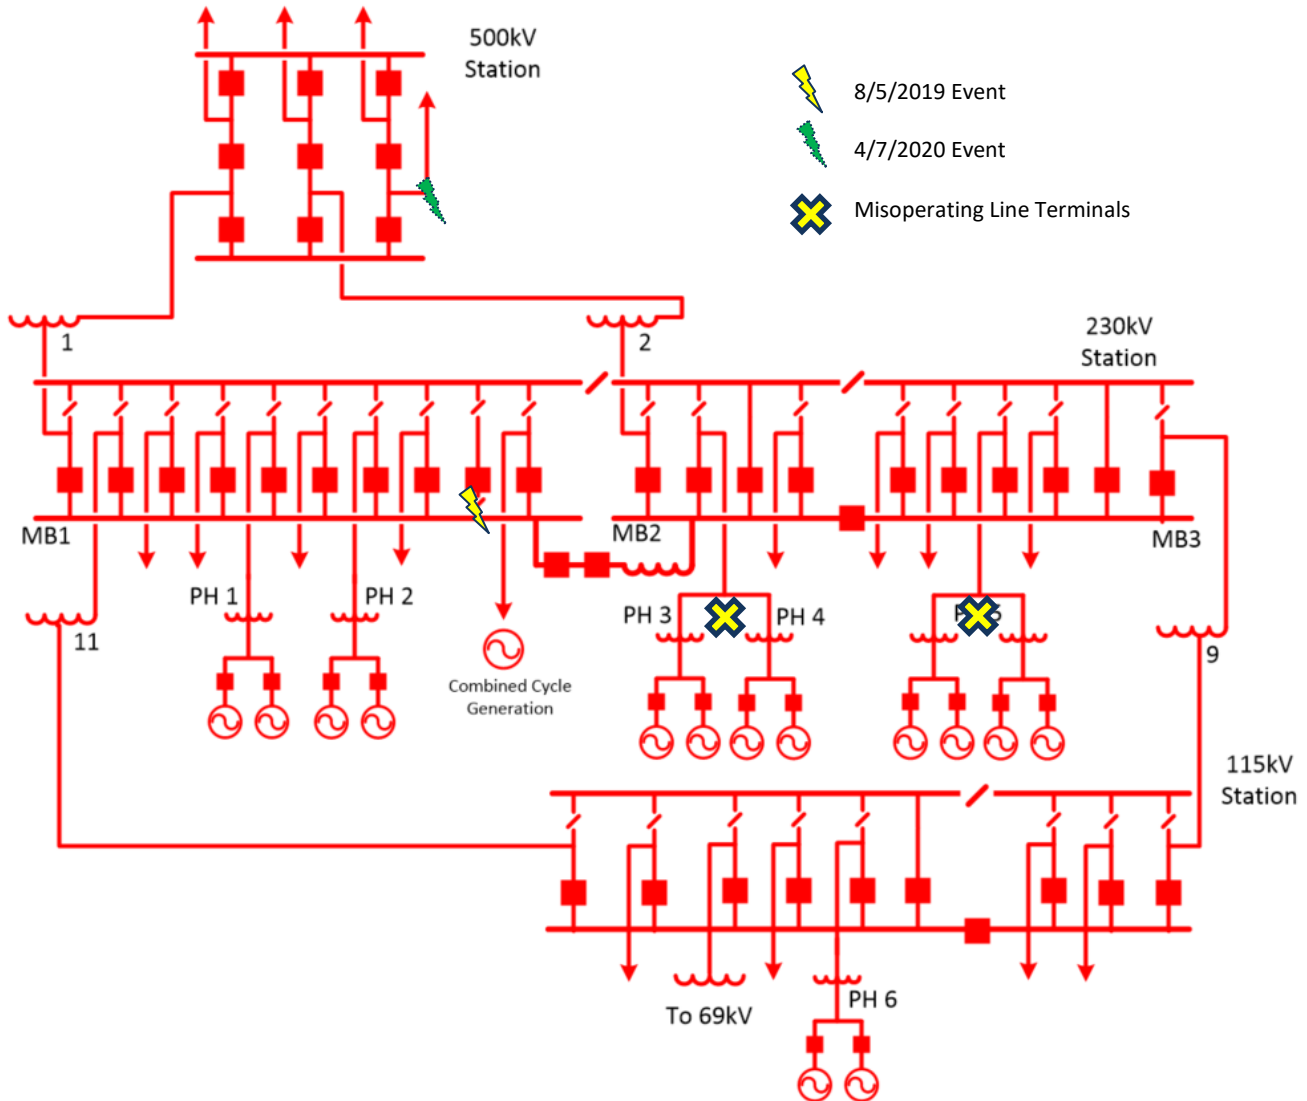 500kV
Station
8/5/2019 Event
4/7/2020 Event
Misoperating Line Terminals
1
2
230kV
Station
MB1
MB2
MB3
PH 1
PH 2
PH 3
PH 4
11
9
Combined Cycle
Generation
115kV
Station
To 69kV
PH 6